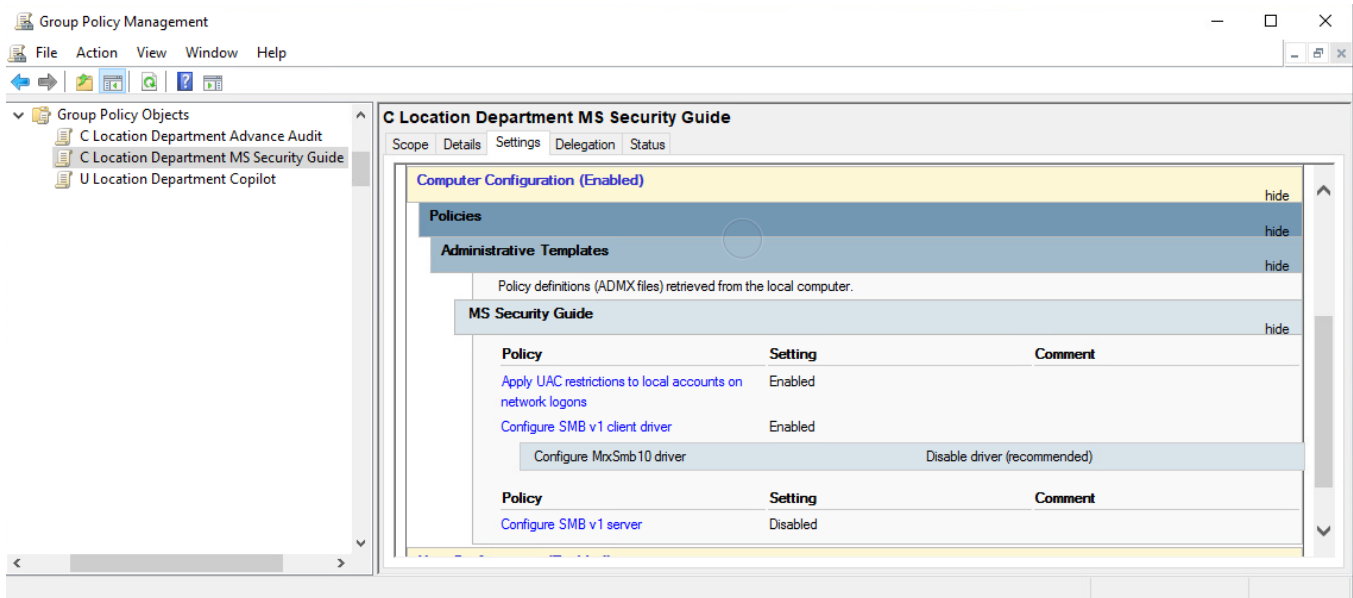 Group Policy Management
File Action View Window Help
Group Policy Objects
C Location Department Advance Audit
C Location Department MS Security Guide
U Location Department Copilot
C Location Department MS Security Guide
Scope Details Settings Delegation Status
Computer Configuration (Enabled)
hide
Policies
hide
Administrative Templates
hide
Policy definitions (ADMX files) retrieved from the local computer.
MS Security Guide
hide
Policy Setting Comment
Apply UAC restrictions to local accounts on Enabled
network logons
Configure SMB v1 client driver Enabled
Configure MrxSmb10 driver Disable driver (recommended)
Policy Setting Comment
Configure SMB v1 server Disabled